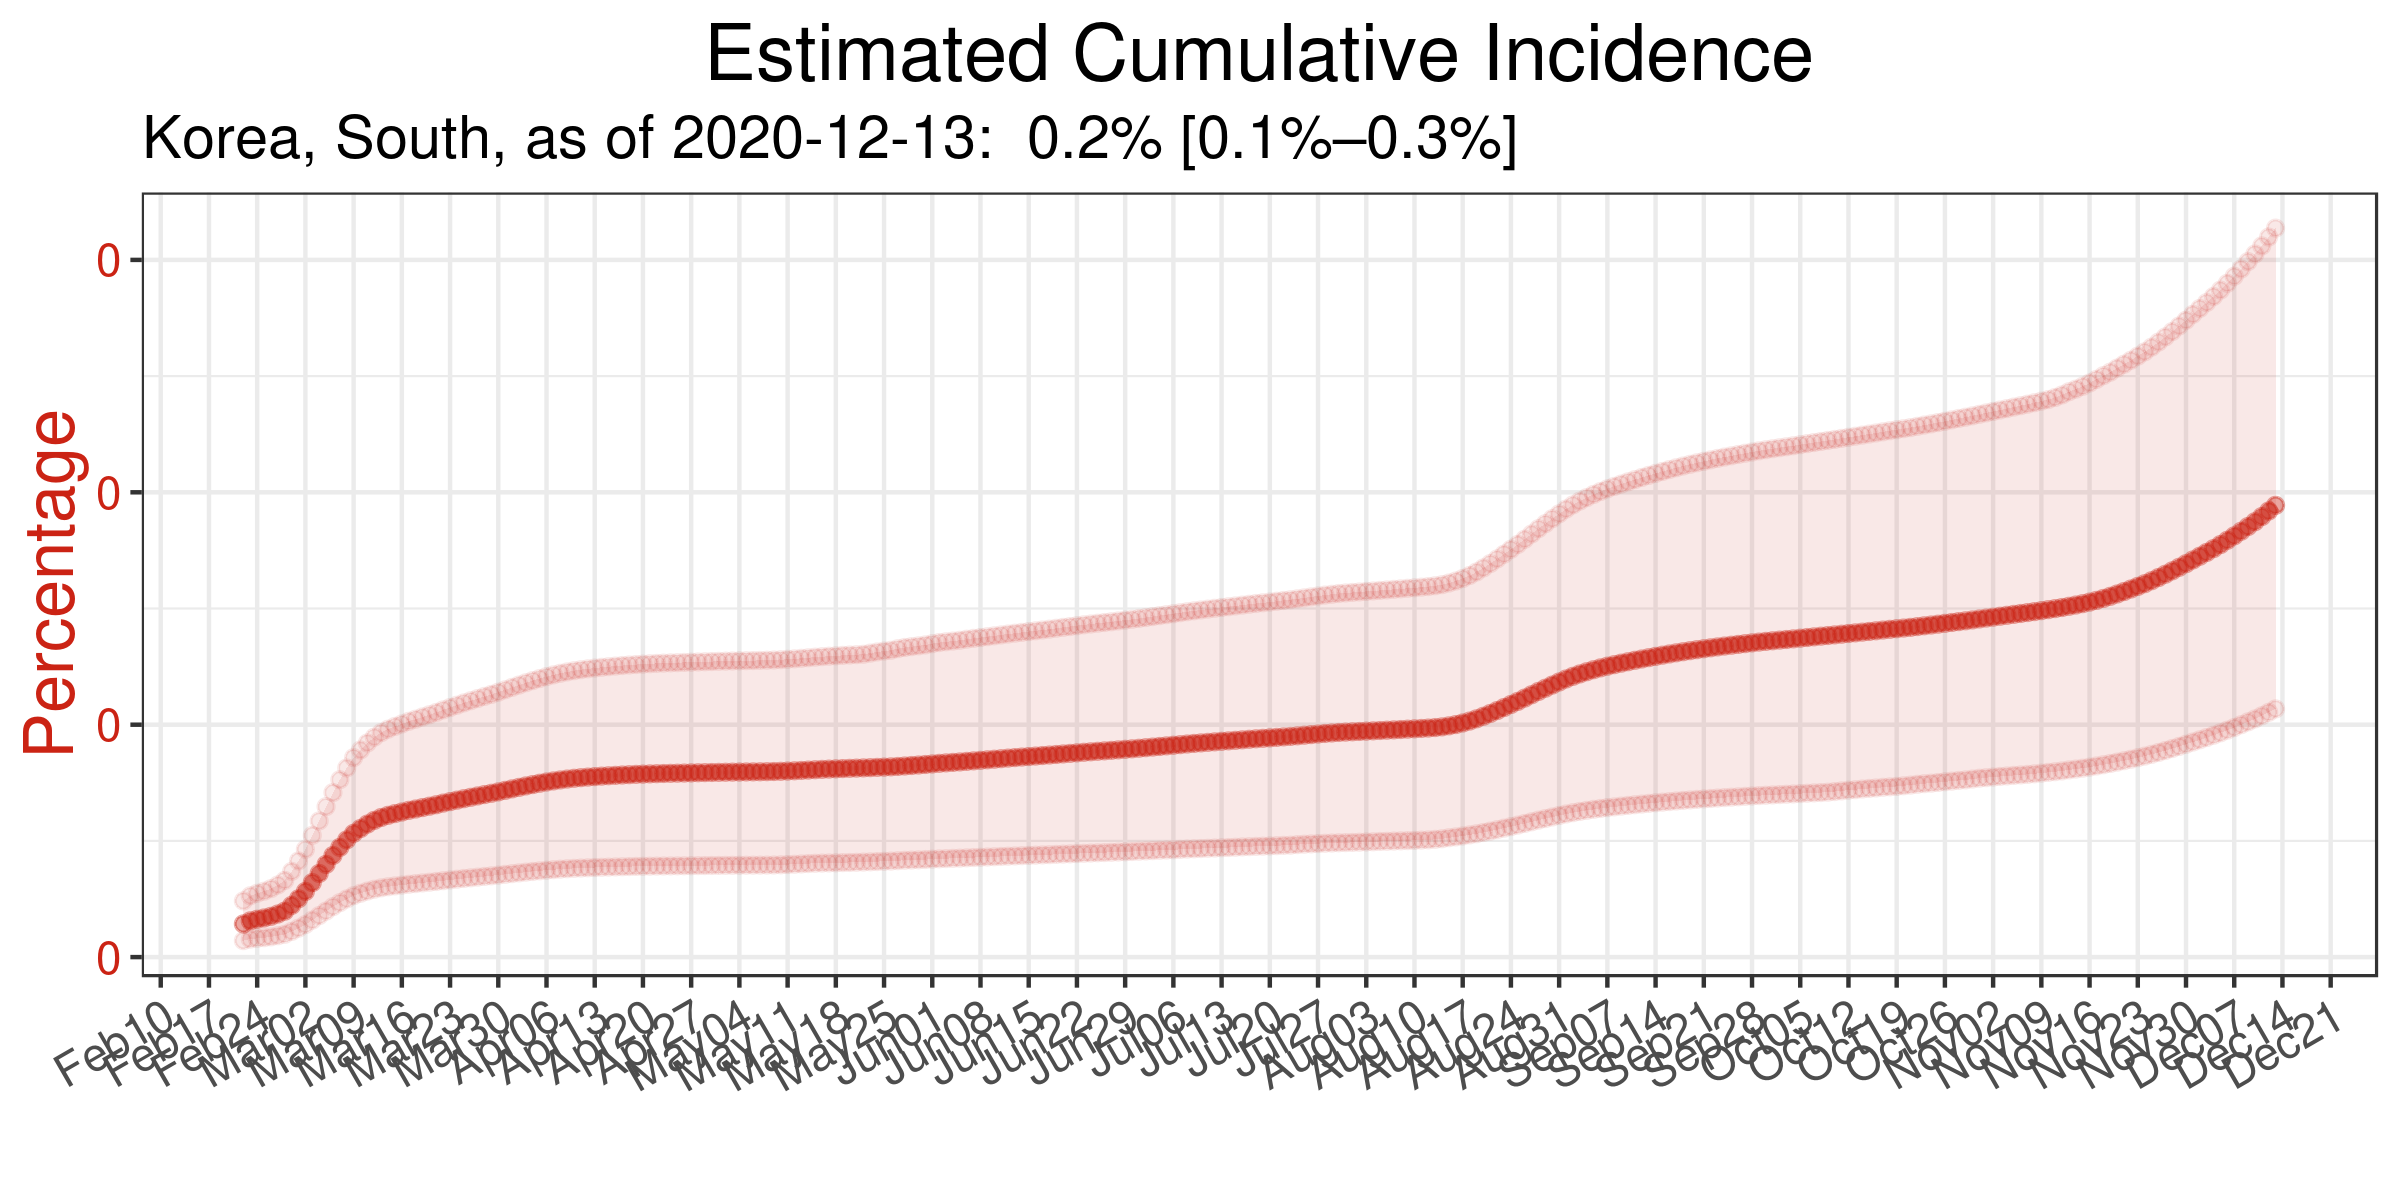 Estimated Cumulative Incidence
Korea, South, as of 2020-12-13:  0.2% [0.1%–0.3%]
Percentage
0
0
0
0
Feb10
Feb17
Feb24
Mar02
Mar09
Mar16
Mar23
Mar30
Apr06
Apr13
Apr20
Apr27
May04
May11
May18
May25
Jun01
Jun08
Jun15
Jun22
Jun29
Jul06
Jul13
Jul20
Jul27
Aug03
Aug10
Aug17
Aug24
Aug31
Sep07
Sep14
Sep21
Sep28
Oct05
Oct12
Oct19
Oct26
Nov02
Nov09
Nov16
Nov23
Nov30
Dec07
Dec14
Dec21